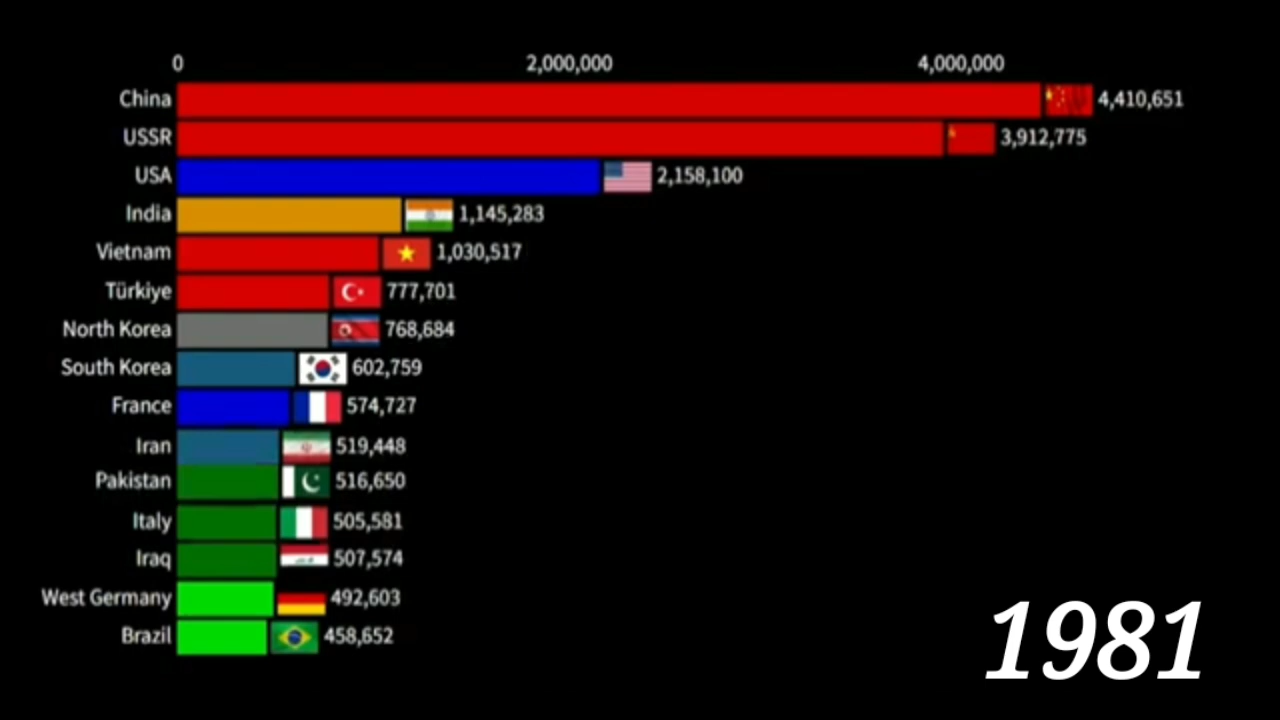 0 2,000,000 4,000,000
China 4,410,651
USSR 3,912,775
USA 2,158,100
India 1,145,283
Vietnam 1,030,517
Türkiye 777,701
North Korea 768,684
South Korea 602,759
France 574,727
Iran 519,448
Pakistan 516,650
Italy 505,581
Iraq 507,574
West Germany 492,603
Brazil 458,652
1981